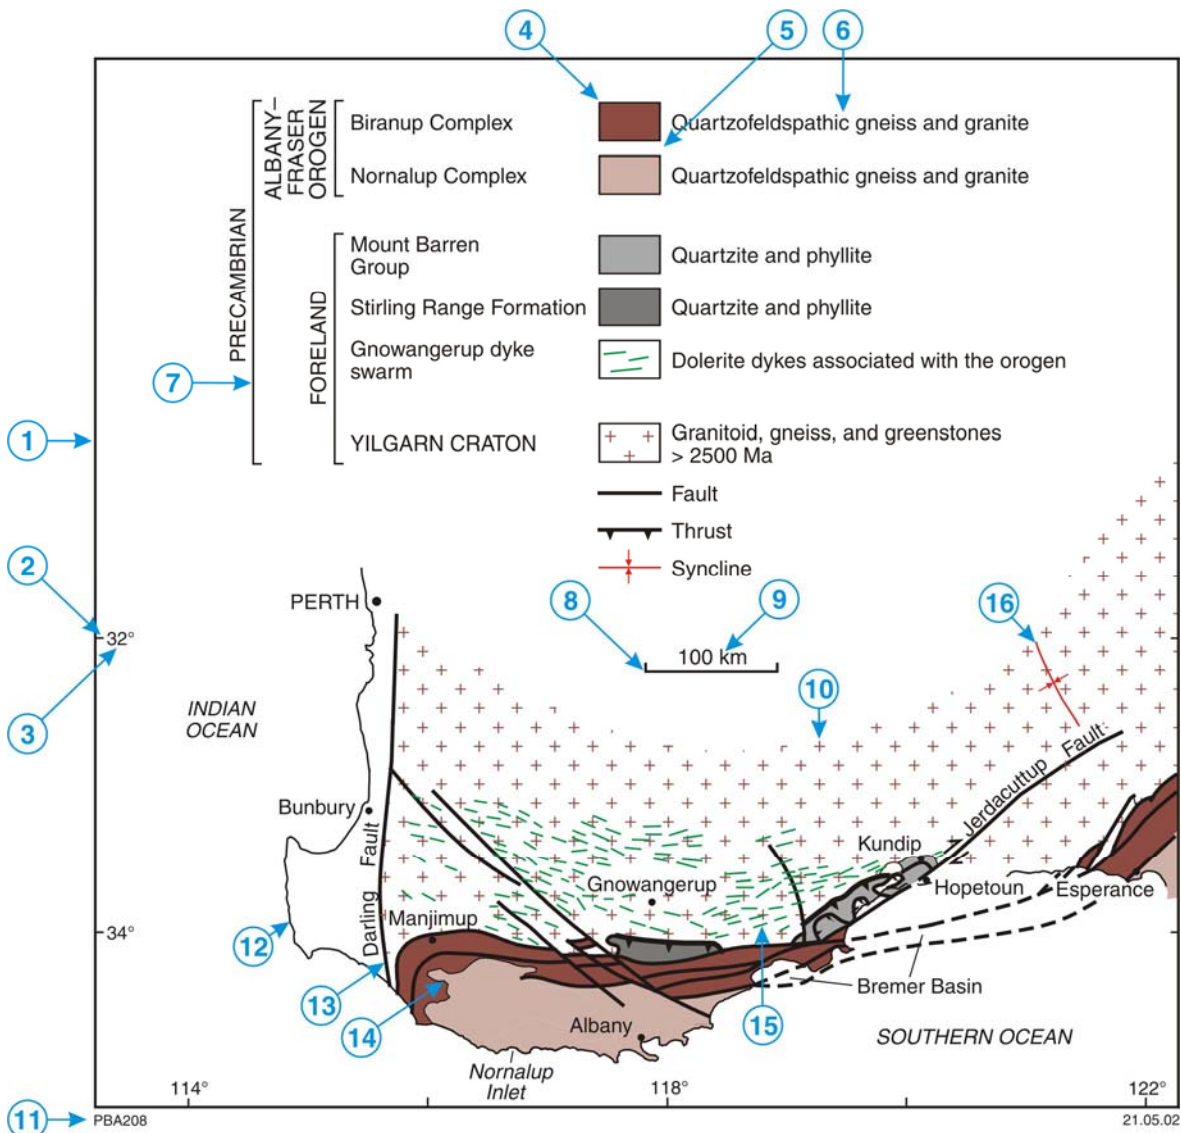 4
5
6
ALBANY–
FRASER
OROGEN
Biranup Complex
Quartzofeldspathic gneiss and granite
Nornalup Complex
Quartzofeldspathic gneiss and granite
PRECAMBRIAN
FORELAND
Mount Barren
Group
Quartzite and phyllite
Stirling Range Formation
Quartzite and phyllite
Gnowangerup dyke
swarm
Dolerite dykes associated with the orogen
7
1
YILGARN CRATON
Granitoid, gneiss, and greenstones
> 2500 Ma
Fault
Thrust
Syncline
2
8
9
16
PERTH
32°
100 km
3
10
INDIAN
OCEAN
Jerdacuttup Fault
Bunbury
Darling Fault
Kundip
Gnowangerup
Hopetoun
Esperance
Manjimup
12
34°
13
14
15
Bremer Basin
Albany
SOUTHERN OCEAN
Nornalup
Inlet
114°
118°
122°
11
PBA208
21.05.02